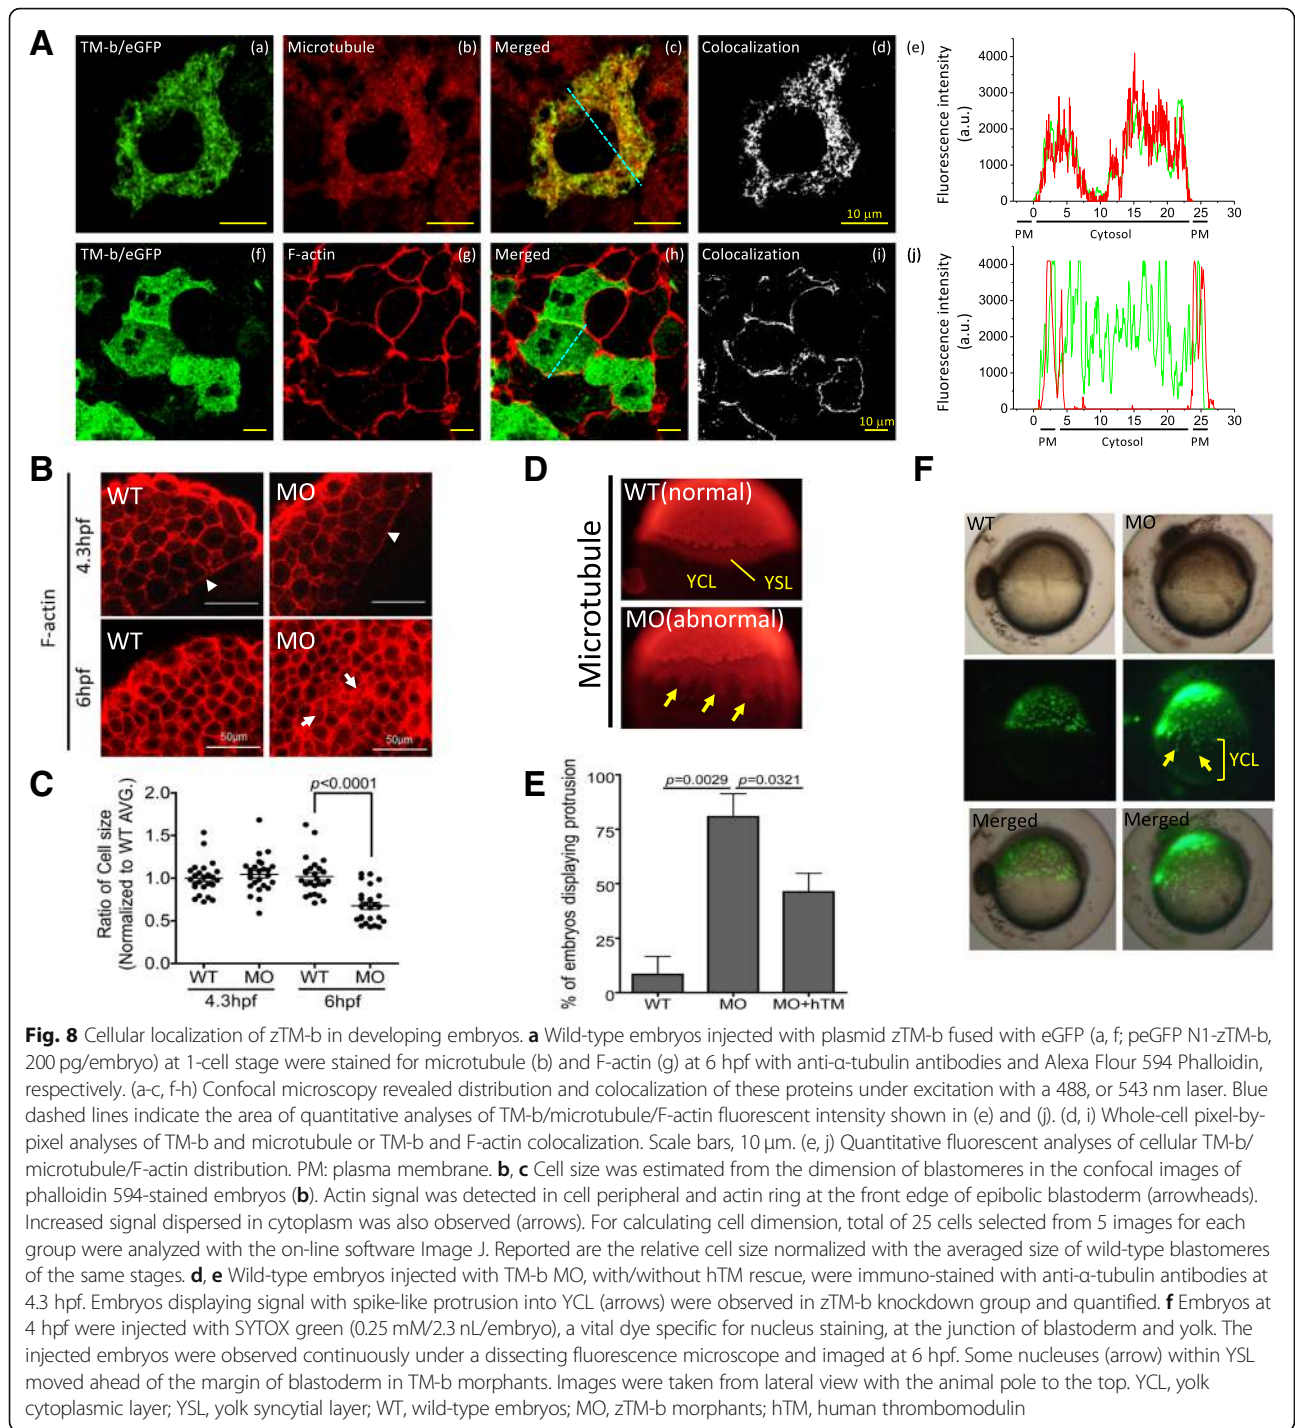 A
TM-b/eGFP (a)
Microtubule (b)
Merged (c)
Colocalization (d)
10 µm
(e)
Fluorescence intensity
(a.u.)
4000
3000
2000
1000
0
0 5 10 15 20 25 30
PM Cytosol PM
TM-b/eGFP (f)
F-actin (g)
Merged (h)
Colocalization (i)
10 µm
(j)
Fluorescence intensity
(a.u.)
4000
3000
2000
1000
0
0 5 10 15 20 25 30
PM Cytosol PM
B
F-actin
4.3hpf
WT
MO
6hpf
WT
50µm
MO
50µm
C
Ratio of Cell size
(Normalized to WT AVG.)
2.0
1.5
1.0
0.5
0.0
p<0.0001
WT MO WT MO
4.3hpf 6hpf
D
Microtubule
WT(normal)
YCL YSL
MO(abnormal)
E
% of embryos displaying protrusion
100
75
50
25
0
p=0.0029 p=0.0321
WT MO MO+hTM
F
WT
MO
YCL
Merged
Merged
Fig. 8 Cellular localization of zTM-b in developing embryos. a Wild-type embryos injected with plasmid zTM-b fused with eGFP (a, f; peGFP N1-zTM-b,
200 pg/embryo) at 1-cell stage were stained for microtubule (b) and F-actin (g) at 6 hpf with anti-α-tubulin antibodies and Alexa Flour 594 Phalloidin,
respectively. (a-c, f-h) Confocal microscopy revealed distribution and colocalization of these proteins under excitation with a 488, or 543 nm laser. Blue
dashed lines indicate the area of quantitative analyses of TM-b/microtubule/F-actin fluorescent intensity shown in (e) and (j). (d, i) Whole-cell pixel-by-
pixel analyses of TM-b and microtubule or TM-b and F-actin colocalization. Scale bars, 10 µm. (e, j) Quantitative fluorescent analyses of cellular TM-b/
microtubule/F-actin distribution. PM: plasma membrane. b, c Cell size was estimated from the dimension of blastomeres in the confocal images of
phalloidin 594-stained embryos (b). Actin signal was detected in cell peripheral and actin ring at the front edge of epibolic blastoderm (arrowheads).
Increased signal dispersed in cytoplasm was also observed (arrows). For calculating cell dimension, total of 25 cells selected from 5 images for each
group were analyzed with the on-line software Image J. Reported are the relative cell size normalized with the averaged size of wild-type blastomeres
of the same stages. d, e Wild-type embryos injected with TM-b MO, with/without hTM rescue, were immuno-stained with anti-α-tubulin antibodies at
4.3 hpf. Embryos displaying signal with spike-like protrusion into YCL (arrows) were observed in zTM-b knockdown group and quantified. f Embryos at
4 hpf were injected with SYTOX green (0.25 mM/2.3 nL/embryo), a vital dye specific for nucleus staining, at the junction of blastoderm and yolk. The
injected embryos were observed continuously under a dissecting fluorescence microscope and imaged at 6 hpf. Some nucleuses (arrow) within YSL
moved ahead of the margin of blastoderm in TM-b morphants. Images were taken from lateral view with the animal pole to the top. YCL, yolk
cytoplasmic layer; YSL, yolk syncytial layer; WT, wild-type embryos; MO, zTM-b morphants; hTM, human thrombomodulin